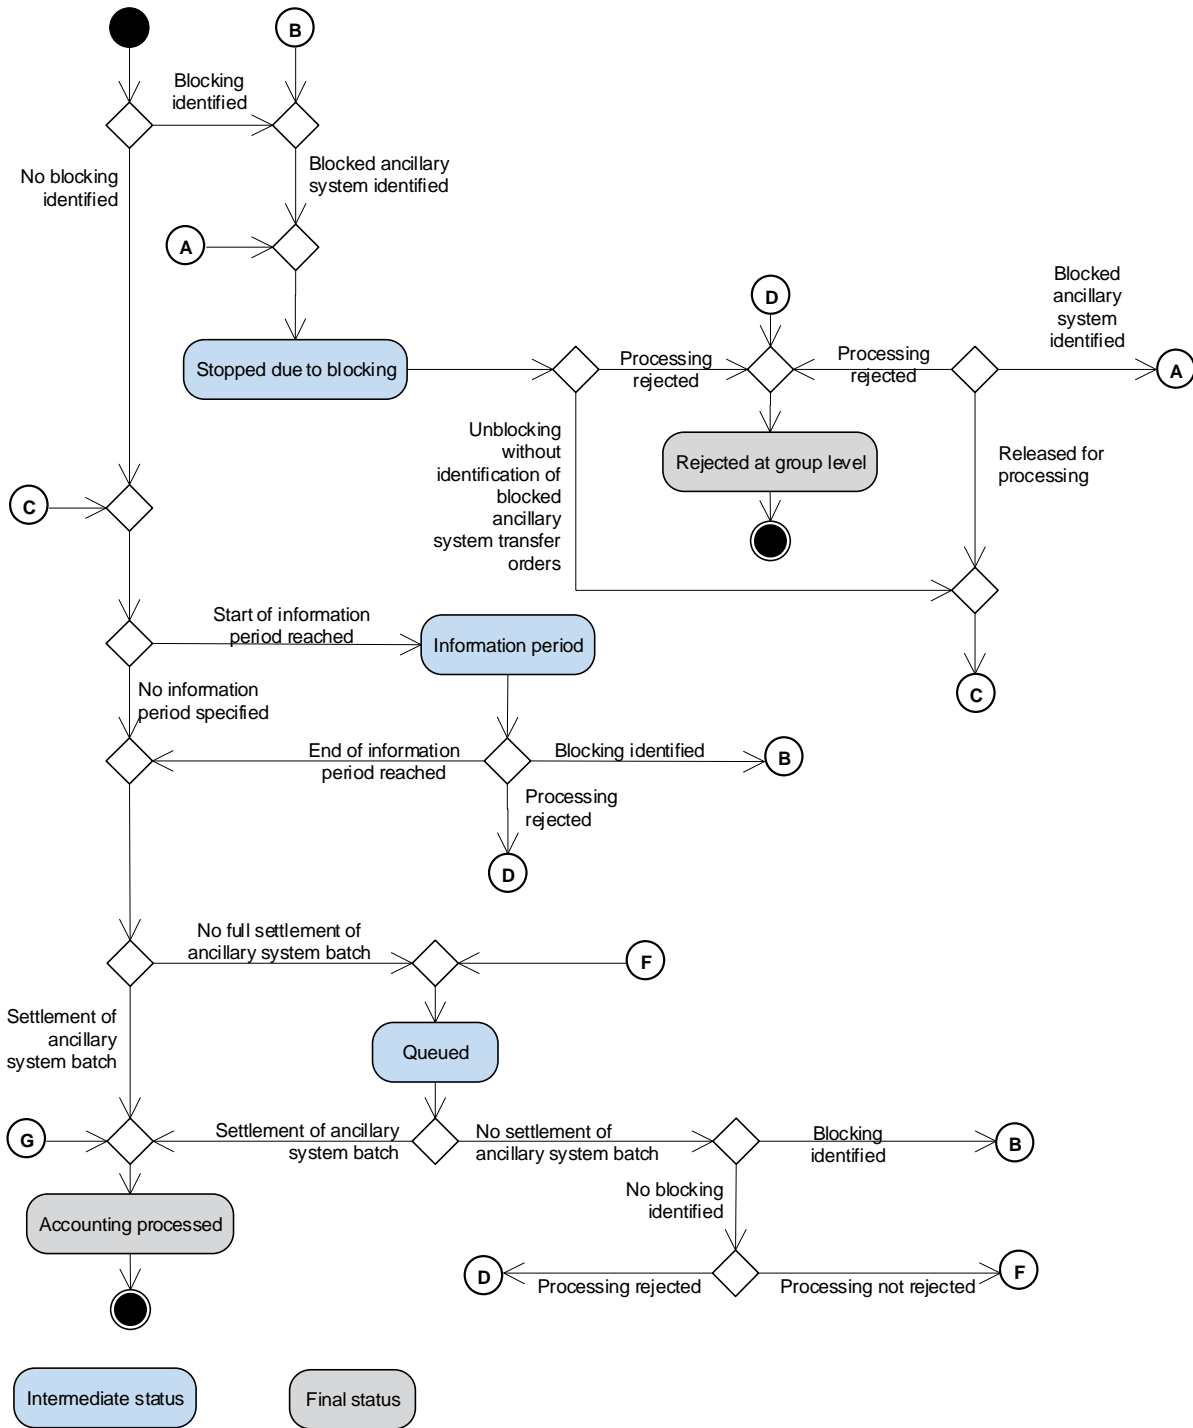 B
Blocking
identified
No blocking
identified
Blocked ancillary
system identified
A
D
Blocked
ancillary
system
identified
Stopped due to blocking
Processing
rejected
Processing
rejected
A
Unblocking
without
identification of
blocked
ancillary
system transfer
orders
Rejected at group level
Released for
processing
C
Start of information
period reached
Information period
C
No information
period specified
End of information
period reached
Blocking identified
B
Processing
rejected
D
No full settlement of
ancillary system batch
F
Settlement of
ancillary
system batch
Queued
G
Settlement of ancillary
system batch
No settlement of
ancillary system batch
Blocking
identified
B
No blocking
identified
Accounting processed
D
Processing rejected
Processing not rejected
F
Intermediate status
Final status